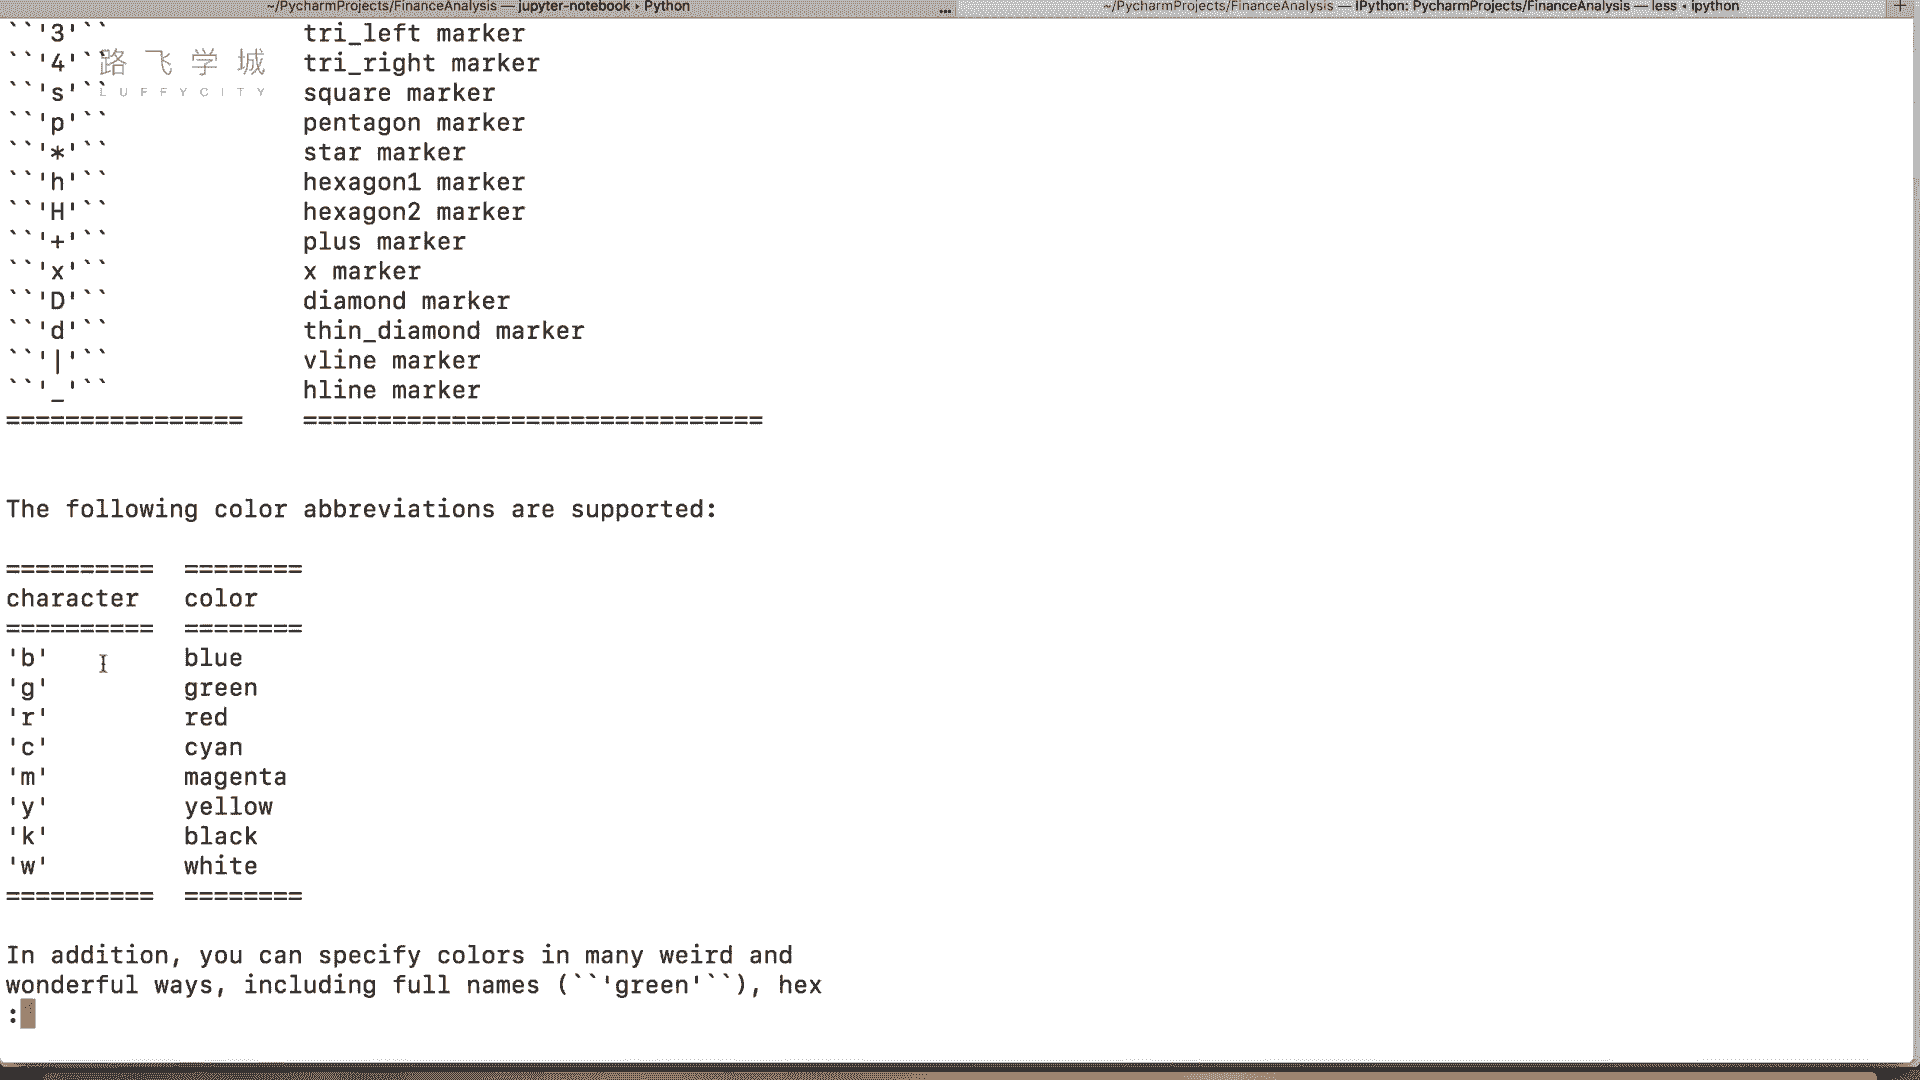 ~/PycharmProjects/FinanceAnalysis — jupyter-notebook ‣ Python ... ~/PycharmProjects/FinanceAnalysis — IPython: PycharmProjects/FinanceAnalysis — less ◂ ipython +
``'3'`` tri_left marker
``'4'`` tri_right marker
路飞学城
``'s'`` square marker
LUFFYCITY
``'p'`` pentagon marker
``'*'`` star marker
``'h'`` hexagon1 marker
``'H'`` hexagon2 marker
``'+'`` plus marker
``'x'`` x marker
``'D'`` diamond marker
``'d'`` thin_diamond marker
``'|'`` vline marker
``'_'`` hline marker
================ ===============================
The following color abbreviations are supported:
========== ========
character color
========== ========
'b' blue
'g' green
'r' red
'c' cyan
'm' magenta
'y' yellow
'k' black
'w' white
========== ========
In addition, you can specify colors in many weird and
wonderful ways, including full names (``'green'``), hex
: